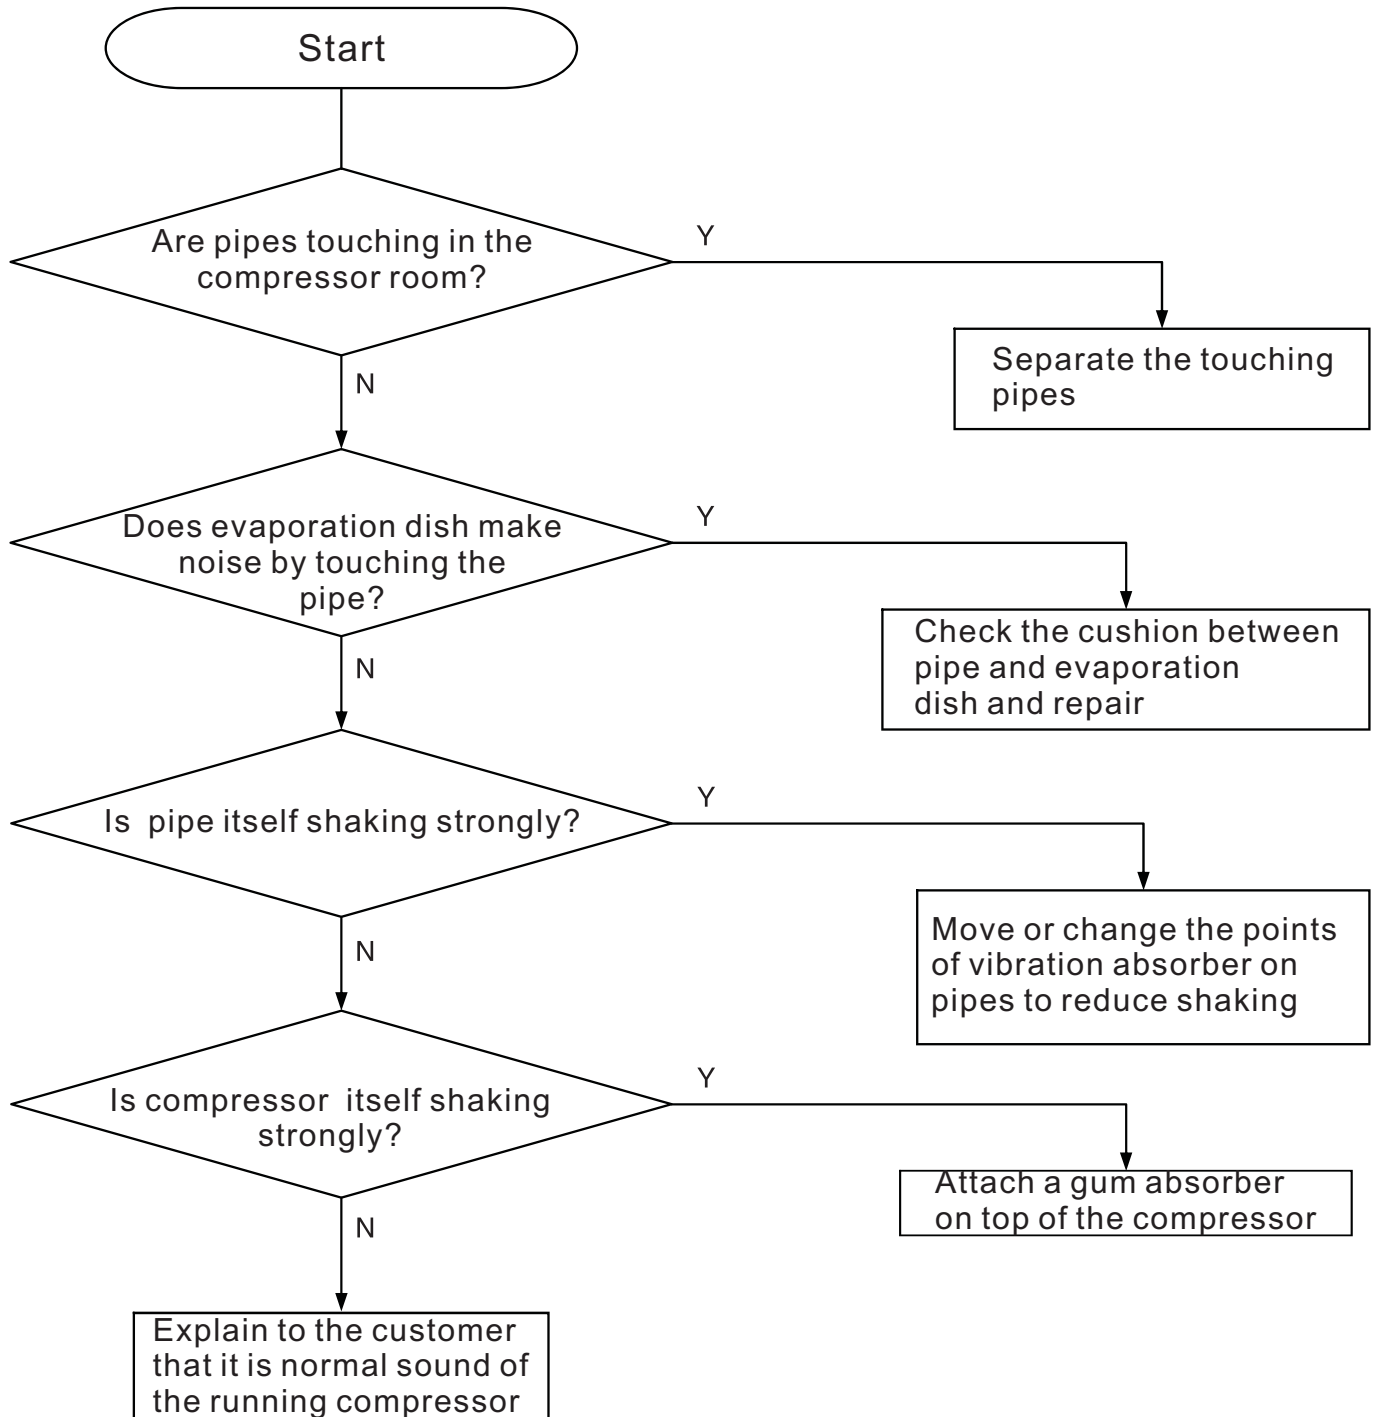 Start
Are pipes touching in the
compressor room?
Y
Separate the touching
pipes
N
Does evaporation dish make
noise by touching the
pipe?
Y
Check the cushion between
pipe and evaporation
dish and repair
N
Is pipe itself shaking strongly?
Y
Move or change the points
of vibration absorber on
pipes to reduce shaking
N
Is compressor itself shaking
strongly?
Y
Attach a gum absorber
on top of the compressor
N
Explain to the customer
that it is normal sound of
the running compressor